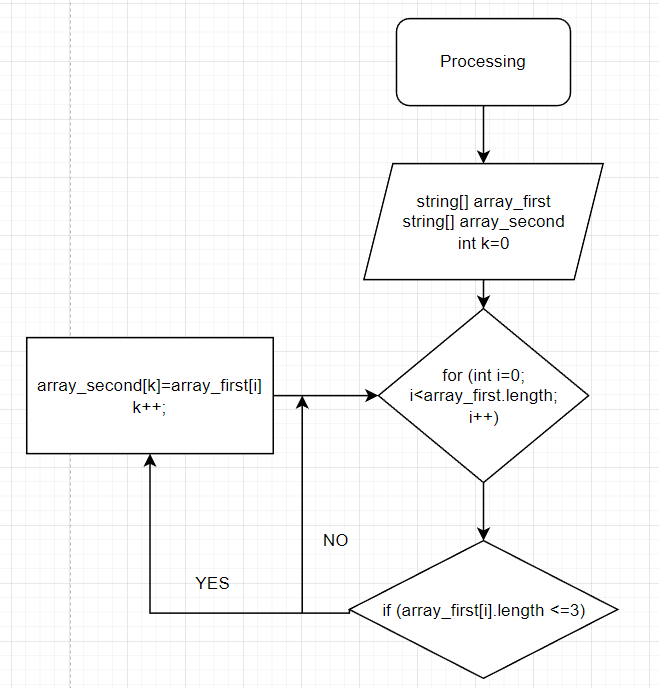 Processing
string[] array_first
string[] array_second
int k=0
for (int i=0;
i<array_first.length;
i++)
array_second[k]=array_first[i]
k++;
NO
YES
if (array_first[i].length <=3)